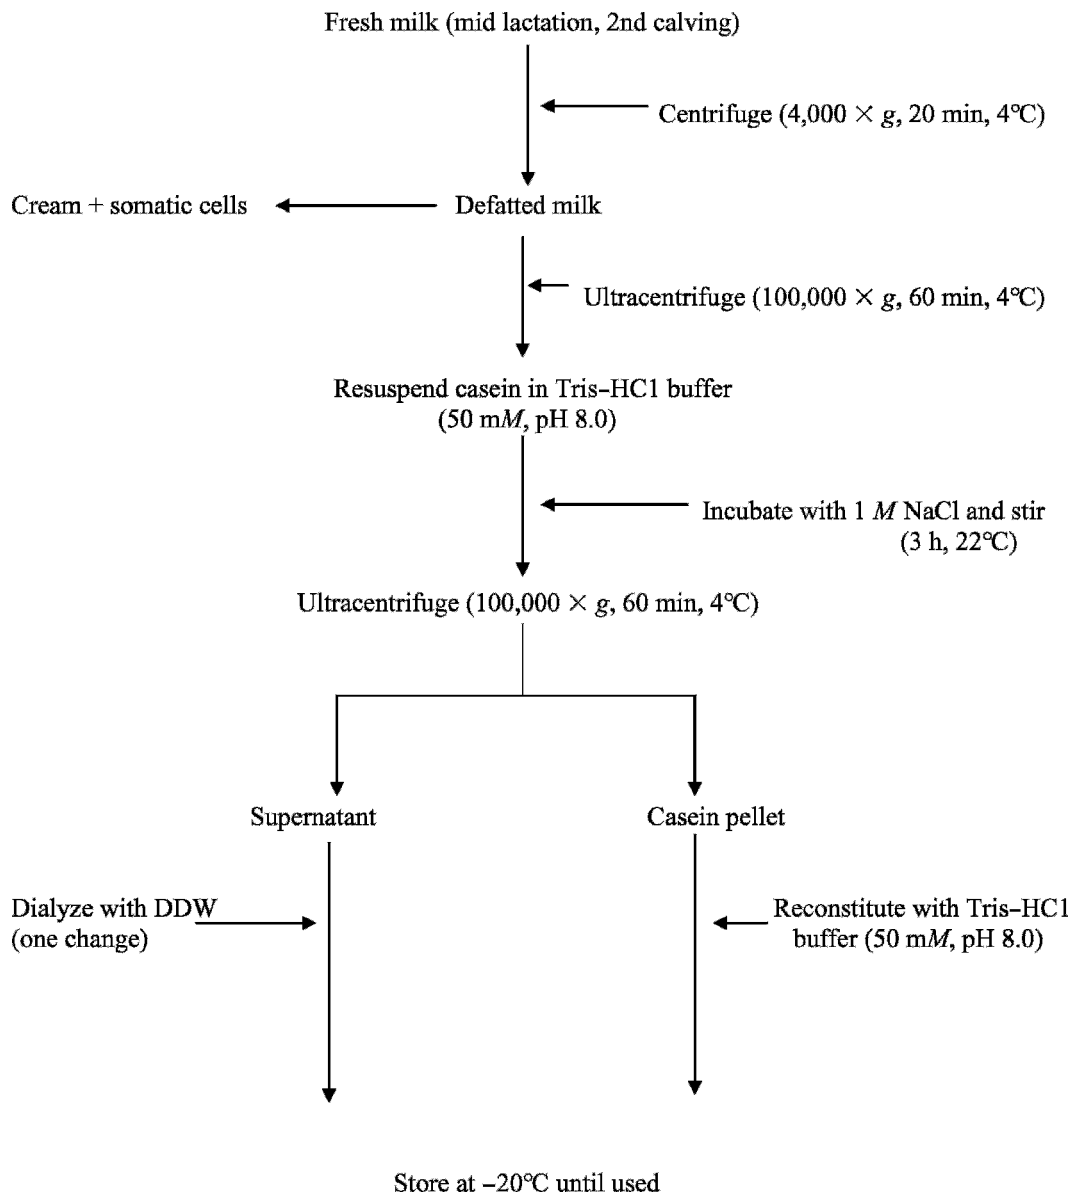 Fresh milk (mid lactation, 2nd calving)
Centrifuge (4,000 × g, 20 min, 4℃)
Cream + somatic cells
Defatted milk
Ultracentrifuge (100,000 × g, 60 min, 4℃)
Resuspend casein in Tris–HC1 buffer
(50 mM, pH 8.0)
Incubate with 1 M NaCl and stir
(3 h, 22℃)
Ultracentrifuge (100,000 × g, 60 min, 4℃)
Supernatant
Casein pellet
Dialyze with DDW
(one change)
Reconstitute with Tris–HC1
buffer (50 mM, pH 8.0)
Store at –20℃ until used